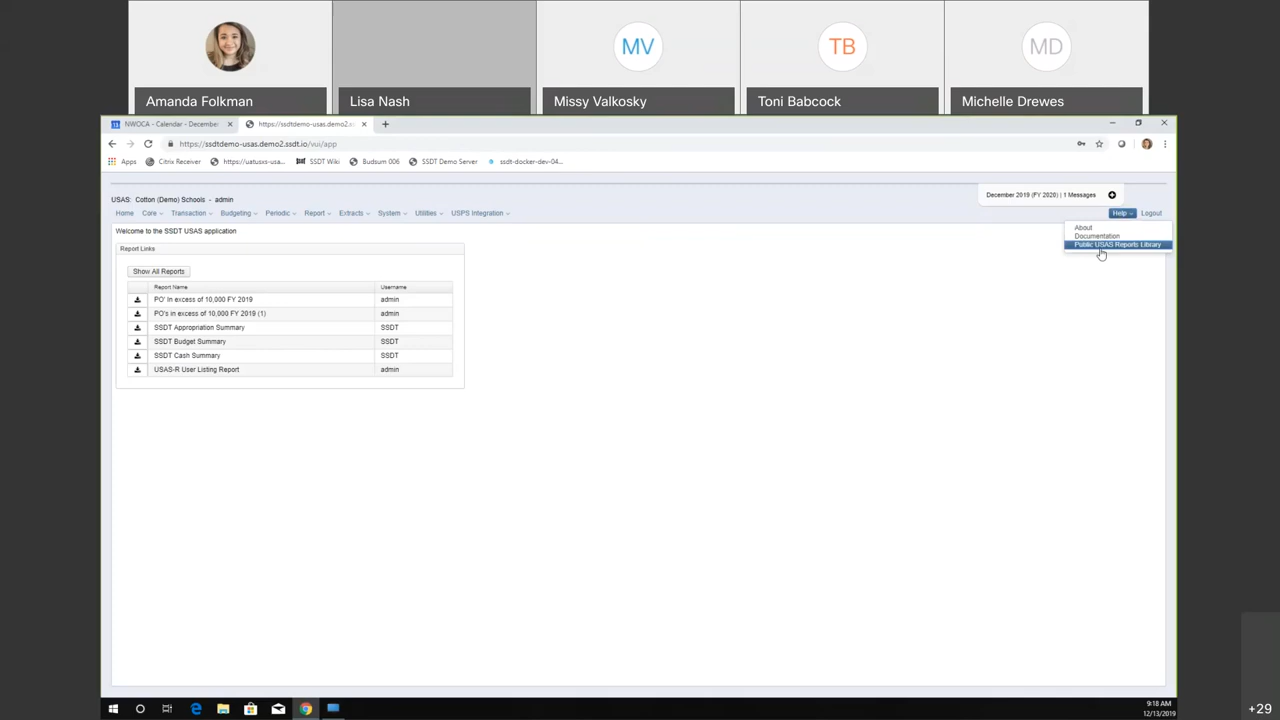 MV
TB
MD
Amanda Folkman
Lisa Nash
Missy Valkosky
Toni Babcock
Michelle Drewes
NWOCA - Calendar - December
https://ssdtdemo-usas.demo2.ss
https://ssdtdemo-usas.demo2.ssdt.io/vui/app
Apps
Citrix Receiver
https://uatusxs-usa...
SSDT Wiki
Budsum 006
SSDT Demo Server
ssdt-docker-dev-04...
December 2019 (FY 2020) | 1 Messages
USAS: Cotton (Demo) Schools - admin
Home
Core
Transaction
Budgeting
Periodic
Report
Extracts
System
Utilities
USPS Integration
Help
Logout
About
Documentation
Public USAS Reports Library
Welcome to the SSDT USAS application
Report Links
Show All Reports
Report Name
Username
PO' In excess of 10,000 FY 2019
admin
PO's in excess of 10,000 FY 2019 (1)
admin
SSDT Appropriation Summary
SSDT
SSDT Budget Summary
SSDT
SSDT Cash Summary
SSDT
USAS-R User Listing Report
admin
9:18 AM
12/13/2019
+29